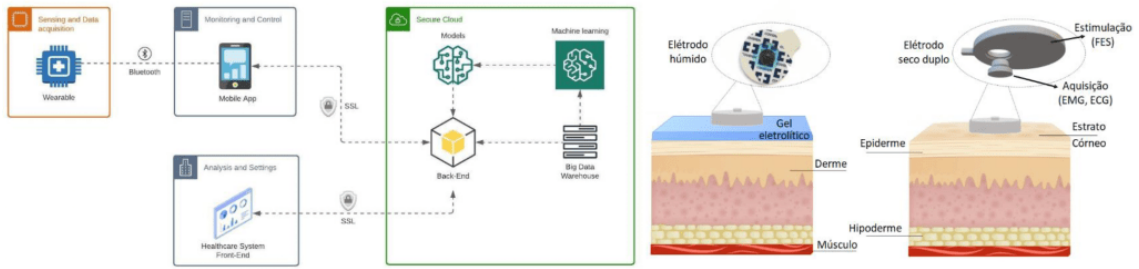 Sensing and Data
acquisition
Wearable
Bluetooth
Monitoring and Control
Mobile App
SSL
Analysis and Settings
Healthcare System
Front-End
SSL
Secure Cloud
Models
Machine learning
Back-End
Big Data
Warehouse
Elétrodo
húmido
Gel
eletrolítico
Derme
Elétrodo
seco duplo
Estimulação
(FES)
Aquisição
(EMG, ECG)
Estrato
Córneo
Epiderme
Hipoderme
Músculo